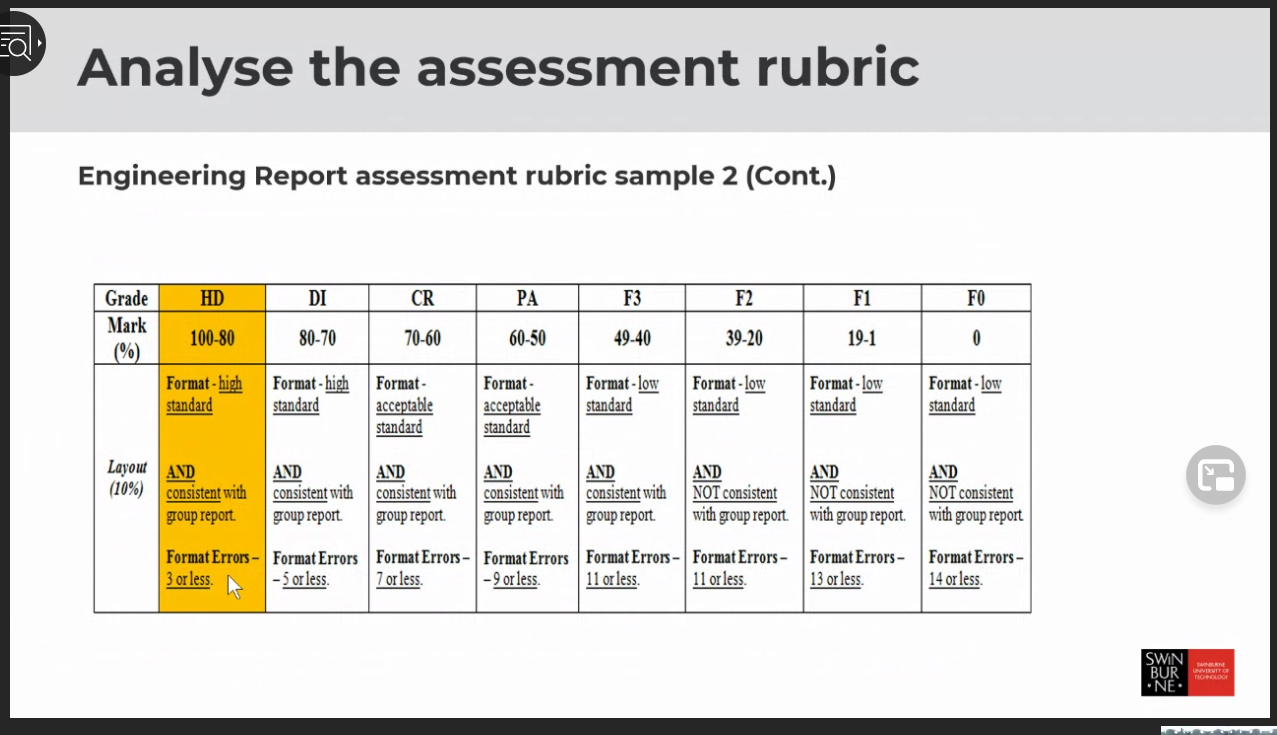 Analyse the assessment rubric
Engineering Report assessment rubric sample 2 (Cont.)
Grade HD DI CR PA F3 F2 F1 F0
Mark (%) 100-80 80-70 70-60 60-50 49-40 39-20 19-1 0
Layout (10%)
Format - high
standard
AND
consistent with
group report.
Format Errors –
3 or less.
Format - high
standard
AND
consistent with
group report.
Format Errors
– 5 or less.
Format -
acceptable
standard
AND
consistent with
group report.
Format Errors –
7 or less.
Format -
acceptable
standard
AND
consistent with
group report.
Format Errors
– 9 or less.
Format - low
standard
AND
consistent with
group report.
Format Errors –
11 or less.
Format - low
standard
AND
NOT consistent
with group report.
Format Errors –
11 or less.
Format - low
standard
AND
NOT consistent
with group report.
Format Errors –
13 or less.
Format - low
standard
AND
NOT consistent
with group report.
Format Errors –
14 or less.
SWIN
BUR
• NE •
SWINBURNE
UNIVERSITY OF
TECHNOLOGY